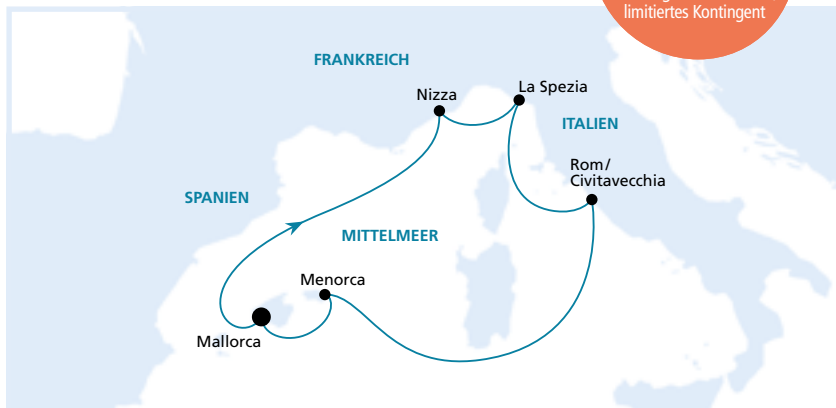 limitiertes Kontingent
FRANKREICH
Nizza
La Spezia
ITALIEN
Rom/
Civitavecchia
SPANIEN
MITTELMEER
Menorca
Mallorca